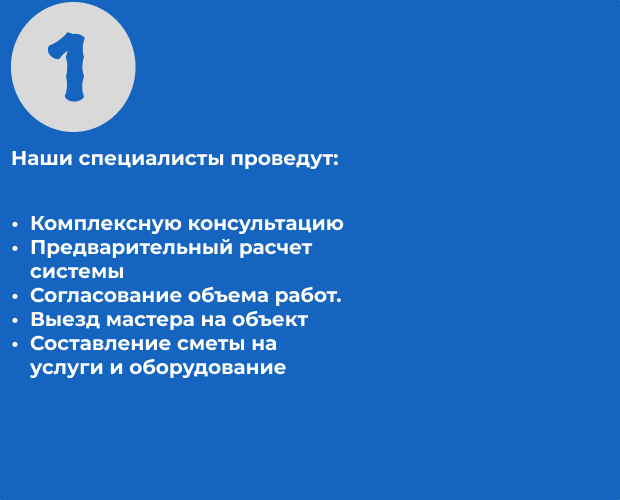 1
Наши специалисты проведут:
• Комплексную консультацию
• Предварительный расчет
системы
• Согласование объема работ.
• Выезд мастера на объект
• Составление сметы на
услуги и оборудование